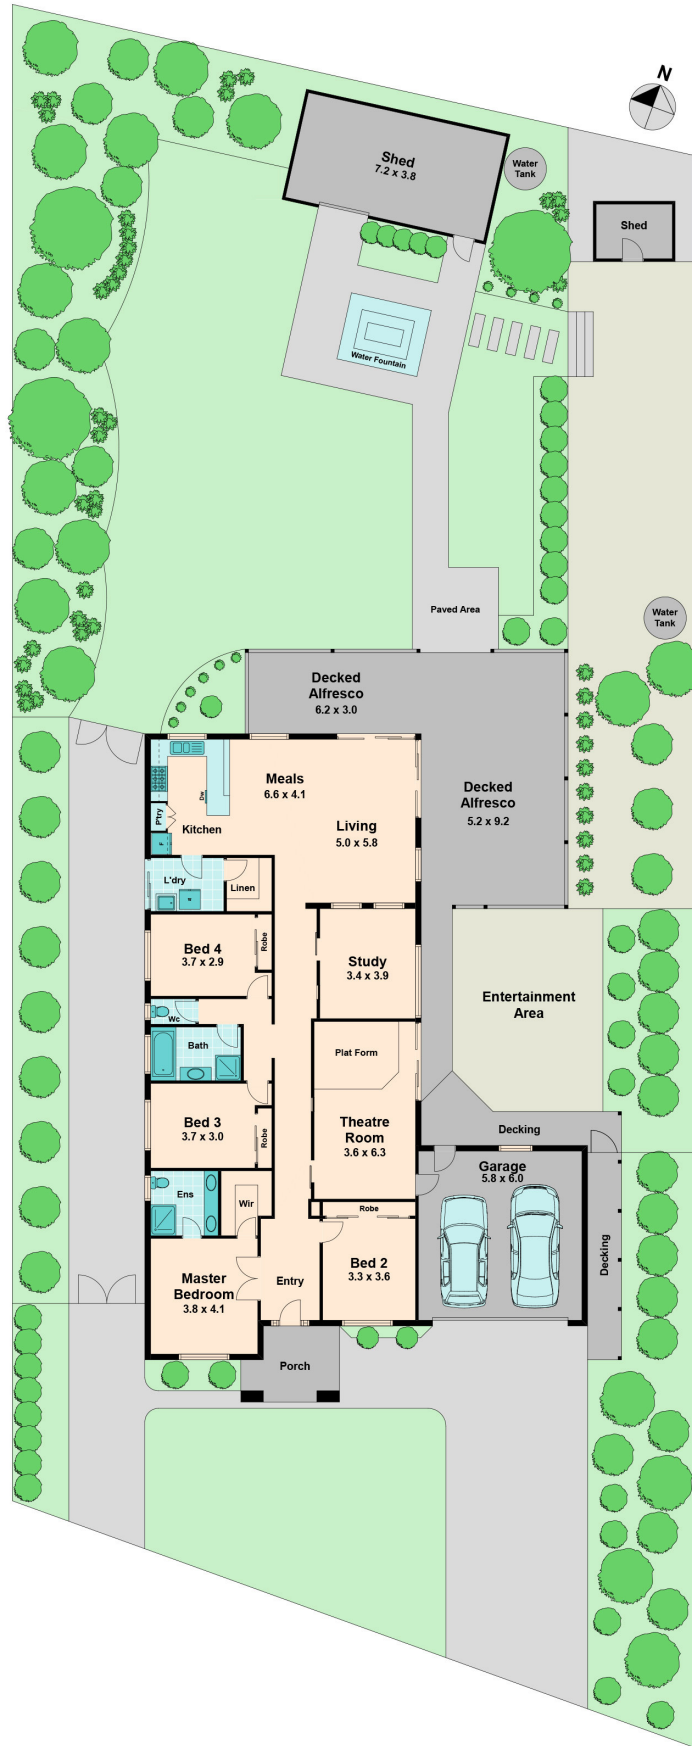 N
Shed
7.2 x 3.8
Water
Tank
Shed
Water Fountain
Paved Area
Water
Tank
Decked
Alfresco
6.2 x 3.0
Meals
6.6 x 4.1
Decked
Alfresco
5.2 x 9.2
Dw
P'try
Kitchen
Living
5.0 x 5.8
F
L'dry
Linen
Bed 4
3.7 x 2.9
Robe
Study
3.4 x 3.9
Entertainment
Area
Wc
Bath
Plat Form
Bed 3
3.7 x 3.0
Robe
Theatre
Room
3.6 x 6.3
Decking
Garage
5.8 x 6.0
Ens
Wir
Robe
Bed 2
3.3 x 3.6
Decking
Master
Bedroom
3.8 x 4.1
Entry
Porch